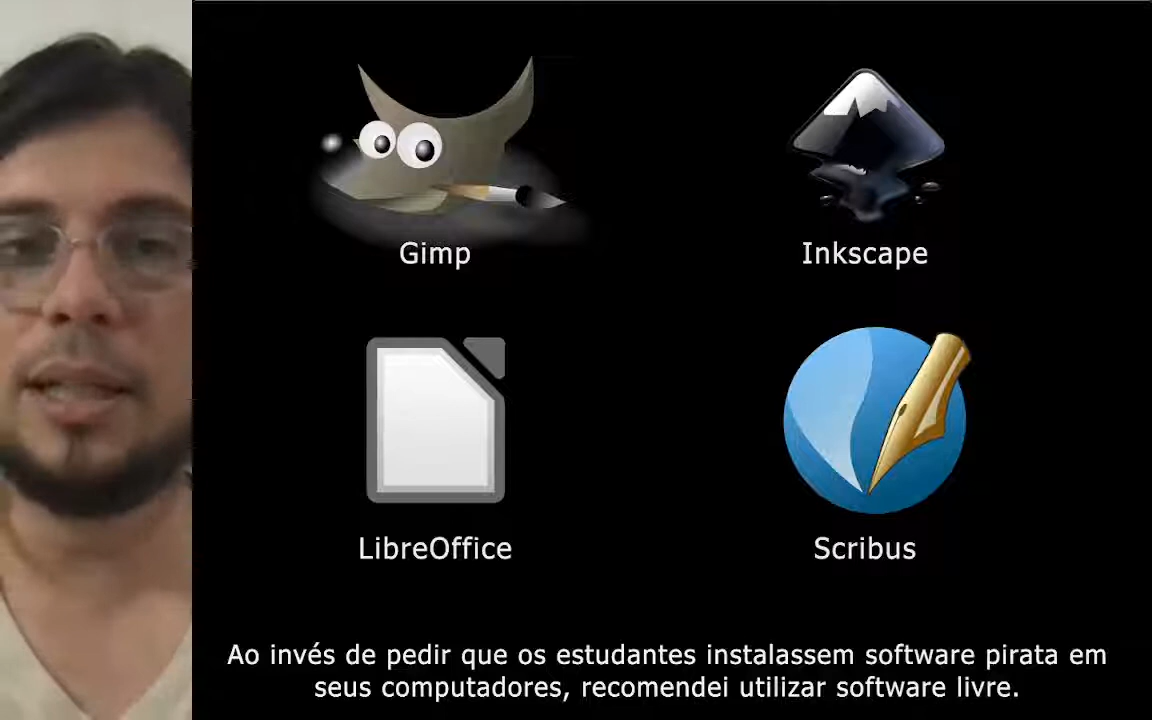 Gimp
Inkscape
LibreOffice
Scribus
Ao invés de pedir que os estudantes instalassem software pirata em
seus computadores, recomendei utilizar software livre.